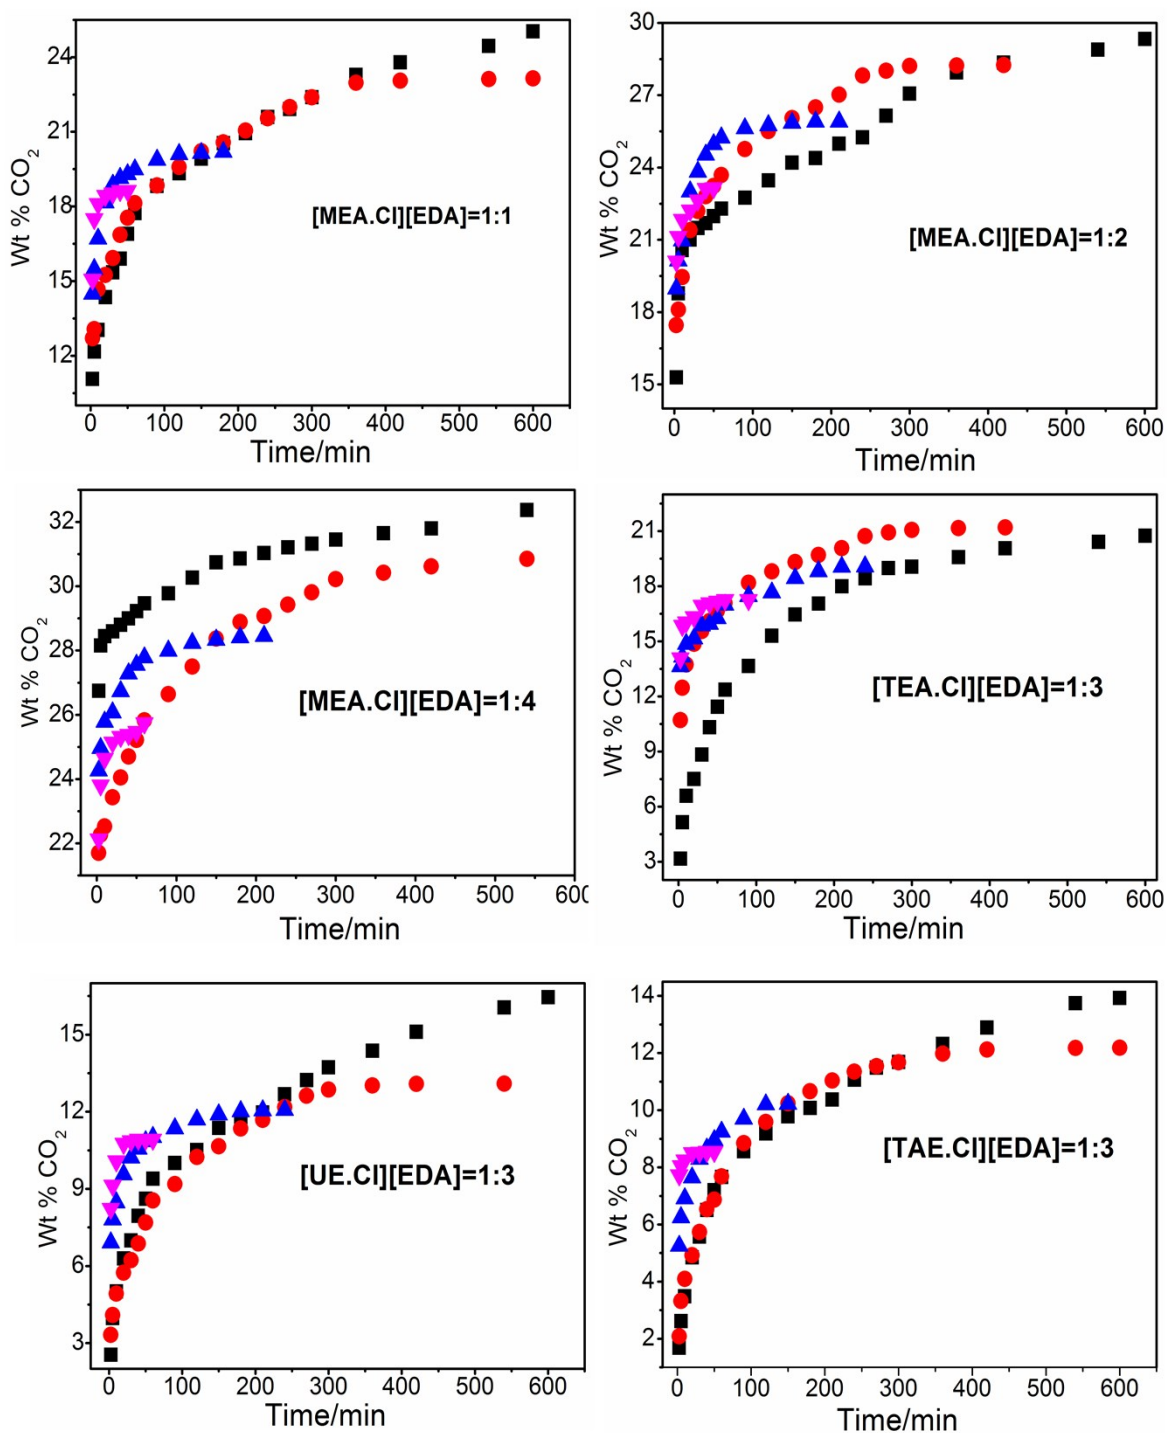 24
21
18
15
12
Wt % CO2
[MEA.Cl][EDA]=1:1
0 100 200 300 400 500 600
Time/min
30
27
24
21
18
15
Wt % CO2
[MEA.Cl][EDA]=1:2
0 100 200 300 400 500 600
Time/min
32
30
28
26
24
22
Wt % CO2
[MEA.Cl][EDA]=1:4
0 100 200 300 400 500 600
Time/min
21
18
15
12
9
6
3
Wt % CO2
[TEA.Cl][EDA]=1:3
0 100 200 300 400 500 600
Time/min
15
12
9
6
3
Wt % CO2
[UE.Cl][EDA]=1:3
0 100 200 300 400 500 600
Time/min
14
12
10
8
6
4
2
Wt % CO2
[TAE.Cl][EDA]=1:3
0 100 200 300 400 500 600
Time/min